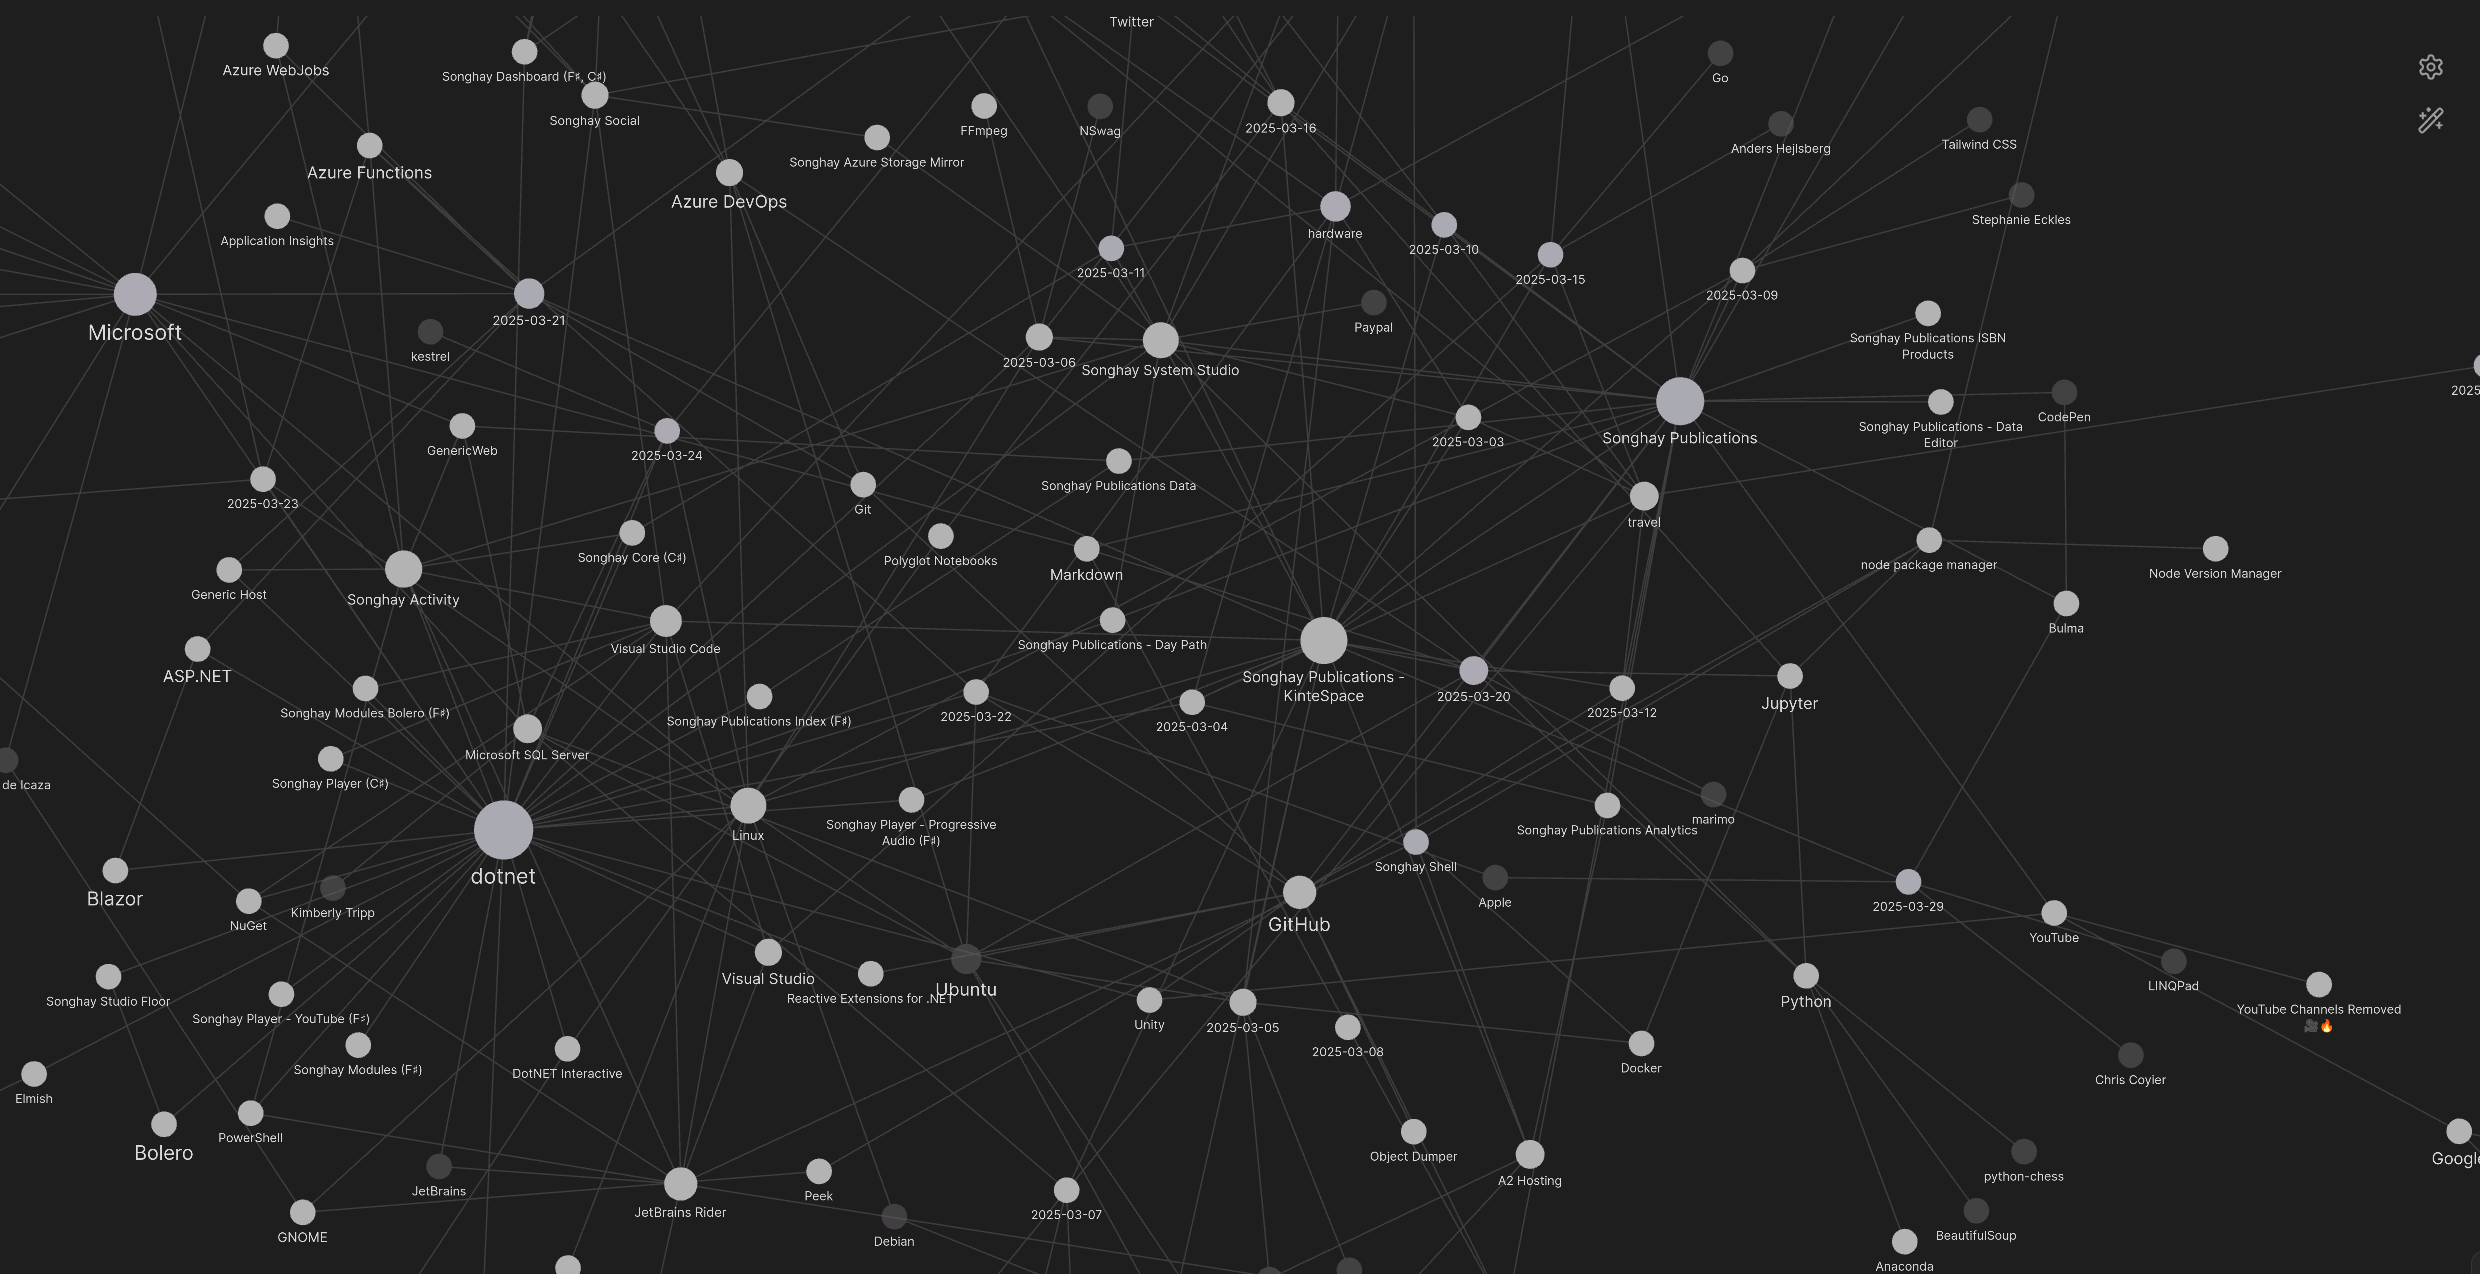 Twitter
Azure WebJobs
Songhay Dashboard (F♯, C♯)
Go
Songhay Social
FFmpeg
NSwag
2025-03-16
Anders Hejlsberg
Tailwind CSS
Songhay Azure Storage Mirror
Azure Functions
Azure DevOps
Stephanie Eckles
Application Insights
hardware
2025-03-10
2025-03-11
2025-03-15
2025-03-09
2025-03-21
Microsoft
Paypal
Songhay Publications ISBN
Products
kestrel
2025-03-06
Songhay System Studio
2025
CodePen
Songhay Publications - Data
Editor
Songhay Publications
2025-03-03
GenericWeb
2025-03-24
Songhay Publications Data
2025-03-23
Git
travel
Songhay Core (C♯)
Polyglot Notebooks
Markdown
node package manager
Node Version Manager
Generic Host
Songhay Activity
Bulma
Visual Studio Code
Songhay Publications - Day Path
ASP.NET
Songhay Publications -
KinteSpace
2025-03-20
Jupyter
Songhay Modules Bolero (F♯)
Songhay Publications Index (F♯)
2025-03-22
2025-03-04
2025-03-12
Microsoft SQL Server
de Icaza
Songhay Player (C♯)
Linux
Songhay Player - Progressive
Audio (F♯)
Songhay Publications Analytics
marimo
dotnet
Songhay Shell
Blazor
Apple
2025-03-29
Kimberly Tripp
NuGet
GitHub
YouTube
Visual Studio
Ubuntu
Reactive Extensions for .NET
LINQPad
Songhay Studio Floor
Python
YouTube Channels Removed
🎥🔥
Songhay Player - YouTube (F♯)
Unity
2025-03-05
2025-03-08
Songhay Modules (F♯)
DotNET Interactive
Docker
Chris Coyier
Elmish
PowerShell
Bolero
Object Dumper
Google
JetBrains
Peek
A2 Hosting
python-chess
JetBrains Rider
2025-03-07
GNOME
Debian
BeautifulSoup
Anaconda